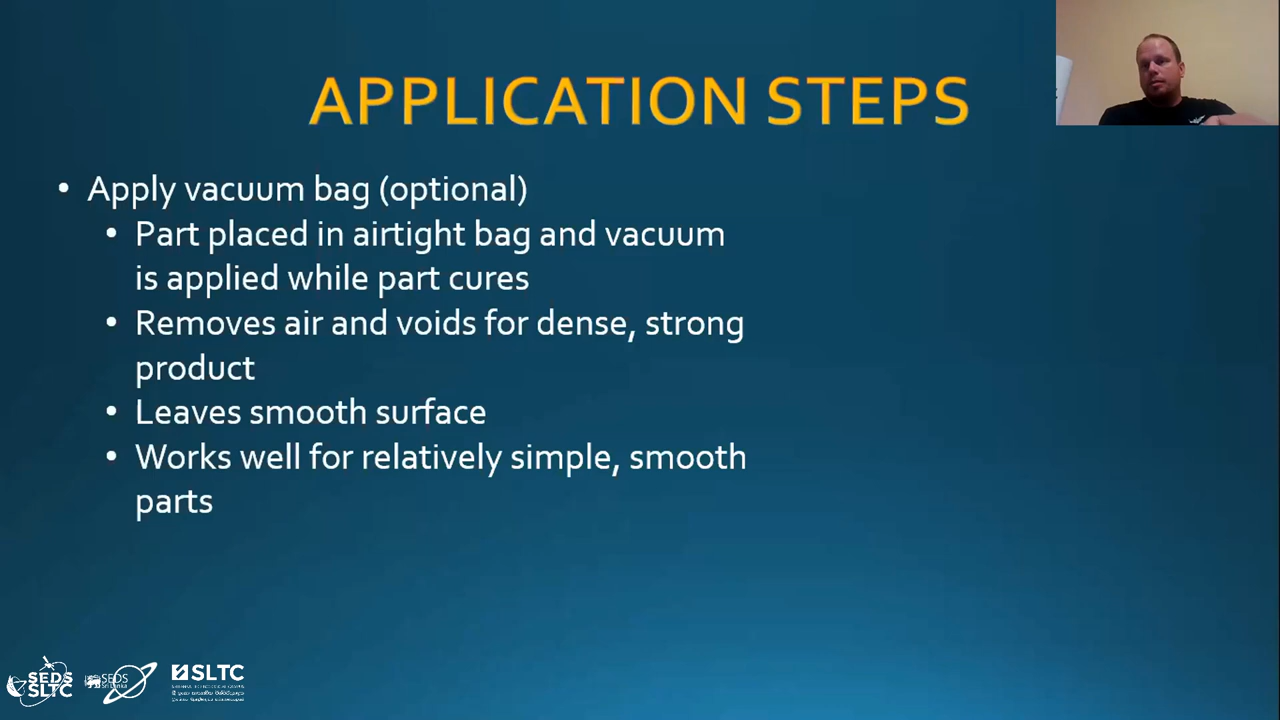 APPLICATION STEPS
• Apply vacuum bag (optional)
• Part placed in airtight bag and vacuum
is applied while part cures
• Removes air and voids for dense, strong
product
• Leaves smooth surface
• Works well for relatively simple, smooth
parts
SEDS
SLTC
SEDS
Sri Lanka
SLTC